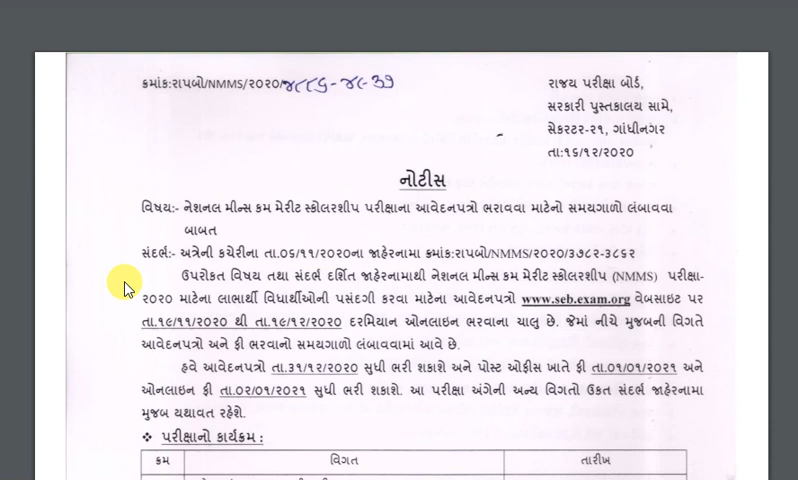 ક્રમાંક:રાપબો/NMMS/૨૦૨૦/૪૮૮૬-૪૯૩૭
રાજ્ય પરીક્ષા બોર્ડ,
સરકારી પુસ્તકાલય સામે,
સેકટર-૨૧, ગાંધીનગર
તા:૧૬/૧૨/૨૦૨૦
નોટીસ
વિષય:- નેશનલ મીન્સ કમ મેરીટ સ્કોલરશીપ પરીક્ષાના આવેદનપત્રો ભરાવવા માટેનો સમયગાળો લંબાવવા
બાબત
સંદર્ભ:- અત્રેની કચેરીના તા.૦૬/૧૧/૨૦૨૦ના જાહેરનામા ક્રમાંક:રાપબો/NMMS/૨૦૨૦/૩૭૮૨-૩૮૬૨
ઉપરોકત વિષય તથા સંદર્ભ દર્શિત જાહેરનામાથી નેશનલ મીન્સ કમ મેરીટ સ્કોલરશીપ (NMMS) પરીક્ષા-
૨૦૨૦ માટેના લાભાર્થી વિધાર્થીઓની પસંદગી કરવા માટેના આવેદનપત્રો www.seb.exam.org વેબસાઇટ પર
તા.૧૯/૧૧/૨૦૨૦ થી તા.૧૯/૧૨/૨૦૨૦ દરમિયાન ઓનલાઇન ભરવાના ચાલુ છે. જેમાં નીચે મુજબની વિગતે
આવેદનપત્રો અને ફી ભરવાનો સમયગાળો લંબાવવામાં આવે છે.
હવે આવેદનપત્રો તા.૩૧/૧૨/૨૦૨૦ સુધી ભરી શકાશે અને પોસ્ટ ઓફીસ ખાતે ફી તા.૦૧/૦૧/૨૦૨૧ અને
ઓનલાઇન ફી તા.૦૨/૦૧/૨૦૨૧ સુધી ભરી શકાશે. આ પરીક્ષા અંગેની અન્ય વિગતો ઉકત સંદર્ભ જાહેરનામા
મુજબ યથાવત રહેશે.
❖ પરીક્ષાનો કાર્યક્રમ :
ક્રમ વિગત તારીખ